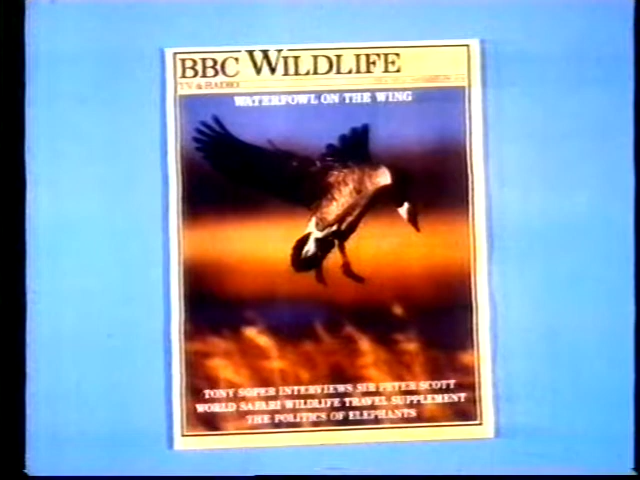 BBC WILDLIFE
TV & RADIO
WATERFOWL ON THE WING
TONY SOPER INTERVIEWS SIR PETER SCOTT
WORLD SAFARI WILDLIFE TRAVEL SUPPLEMENT
THE POLITICS OF ELEPHANTS